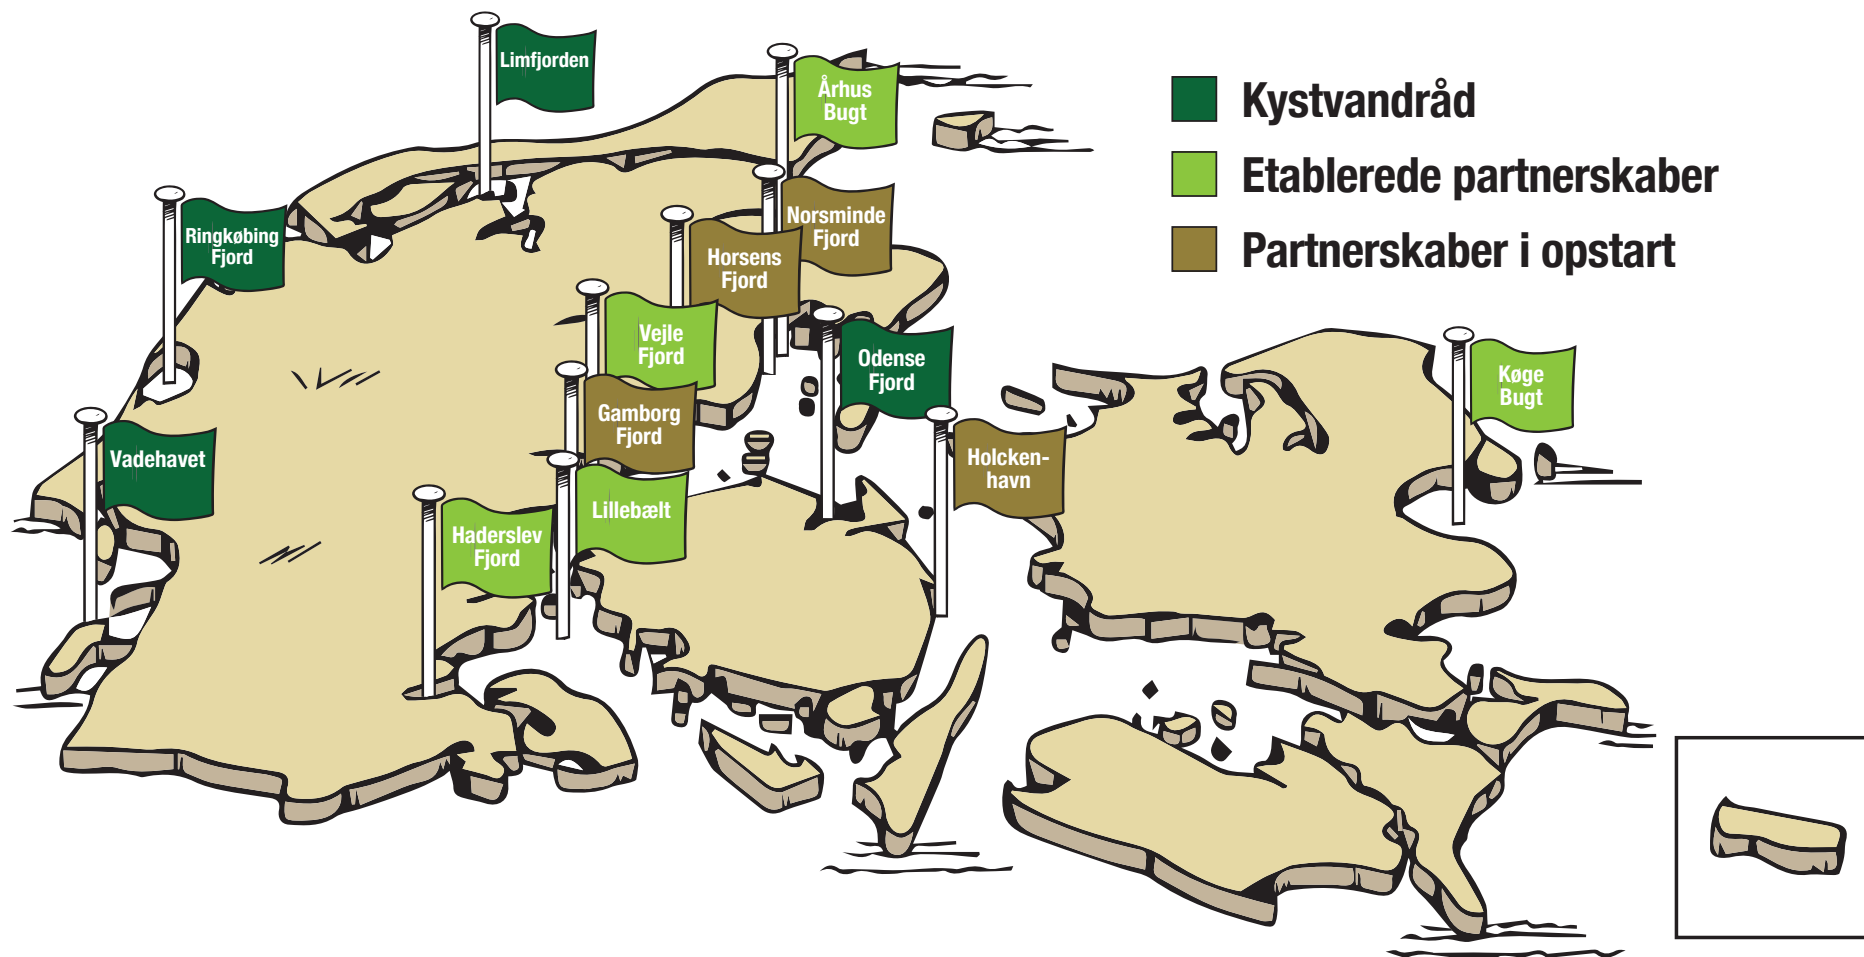 Limfjorden
Århus
Bugt
Kystvandråd
Etablerede partnerskaber
Partnerskaber i opstart
Ringkøbing
Fjord
Norsminde
Fjord
Horsens
Fjord
Vejle
Fjord
Odense
Fjord
Køge
Bugt
Gamborg
Fjord
Vadehavet
Holcken-
havn
Lillebælt
Haderslev
Fjord